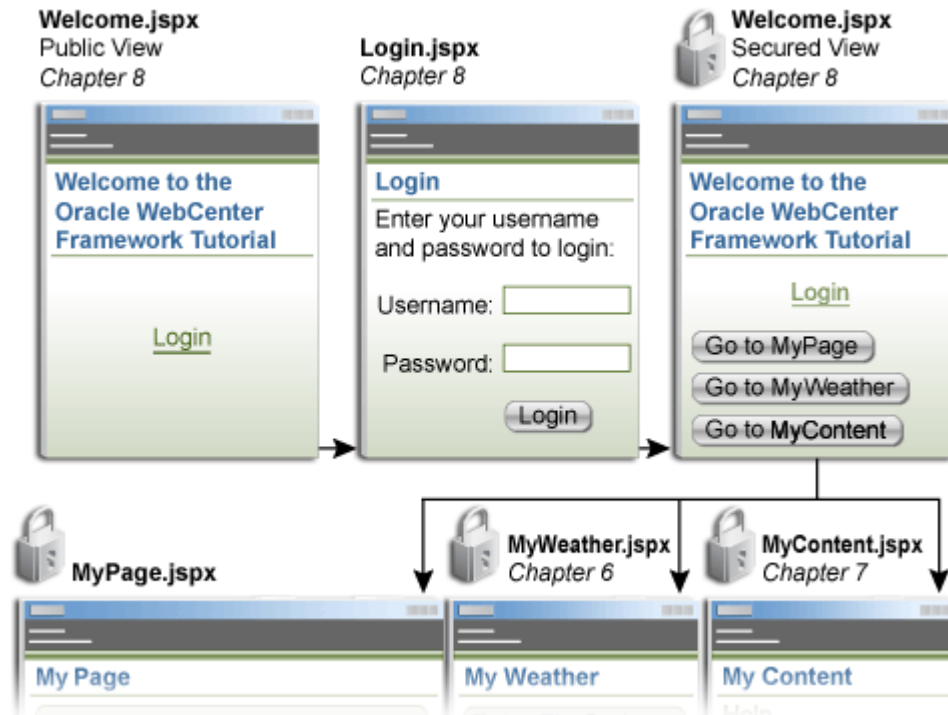 Welcome.jspx
Public View
Chapter 8
Login.jspx
Chapter 8
Welcome.jspx
Secured View
Chapter 8
Welcome to the
Oracle WebCenter
Framework Tutorial
Login
Login
Enter your username
and password to login:
Username:
Password:
Login
Welcome to the
Oracle WebCenter
Framework Tutorial
Login
Go to MyPage
Go to MyWeather
Go to MyContent
MyPage.jspx
MyWeather.jspx
Chapter 6
MyContent.jspx
Chapter 7
My Page
My Weather
My Content
Help